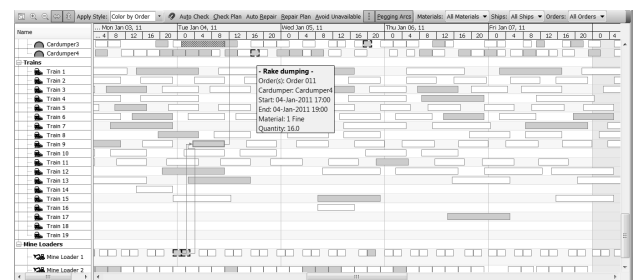 Apply Style: Color by Order Auto Check Check Plan Auto Repair Repair Plan Avoid Unavailable Pegging Arcs Materials: All Materials Ships: All Ships Orders: All Orders
Name
... Mon Jan 03, 11 Tue Jan 04, 11 Wed Jan 05, 11 Thu Jan 06, 11 Fri Jan 07, 11
... 4 8 12 16 20 0 4 8 12 16 20 0 4 8 12 16 20 0 4 8 12 16 20 0 4 8 12 16 20 0 4
Cardumper3
Cardumper4
Trains
Train 1
Train 2
Train 3
Train 4
Train 5
Train 6
Train 7
Train 8
Train 9
Train 10
Train 11
Train 12
Train 13
Train 14
Train 15
Train 16
Train 17
Train 18
Train 19
Mine Loaders
Mine Loader 1
Mine Loader 2
- Rake dumping -
Order(s): Order 011
Cardumper: Cardumper4
Start: 04-Jan-2011 17:00
End: 04-Jan-2011 19:00
Material: 1 Fine
Quantity: 16.0